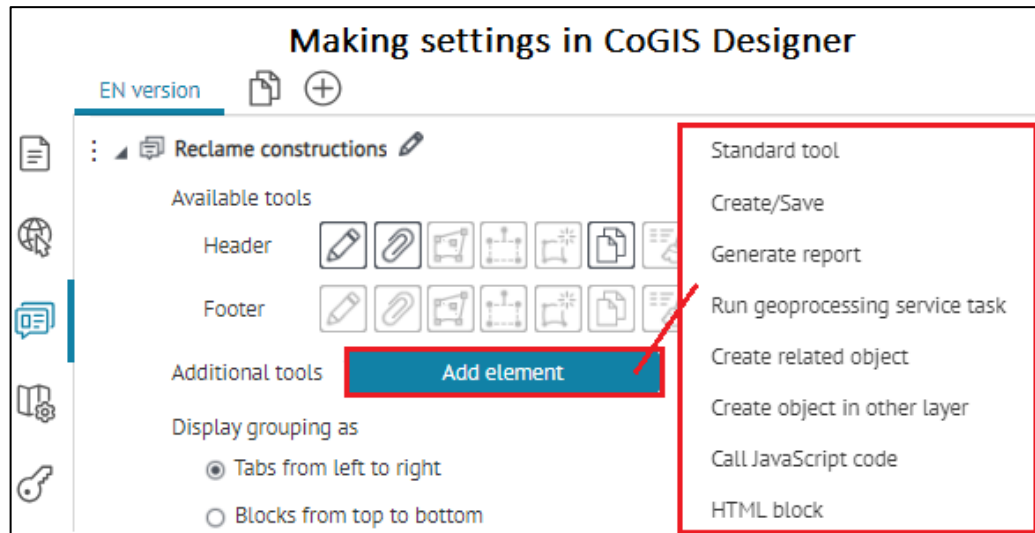 Making settings in CoGIS Designer
EN version
Reclame constructions
Available tools
Header
Footer
Additional tools
Add element
Display grouping as
Tabs from left to right
Blocks from top to bottom
Standard tool
Create/Save
Generate report
Run geoprocessing service task
Create related object
Create object in other layer
Call JavaScript code
HTML block